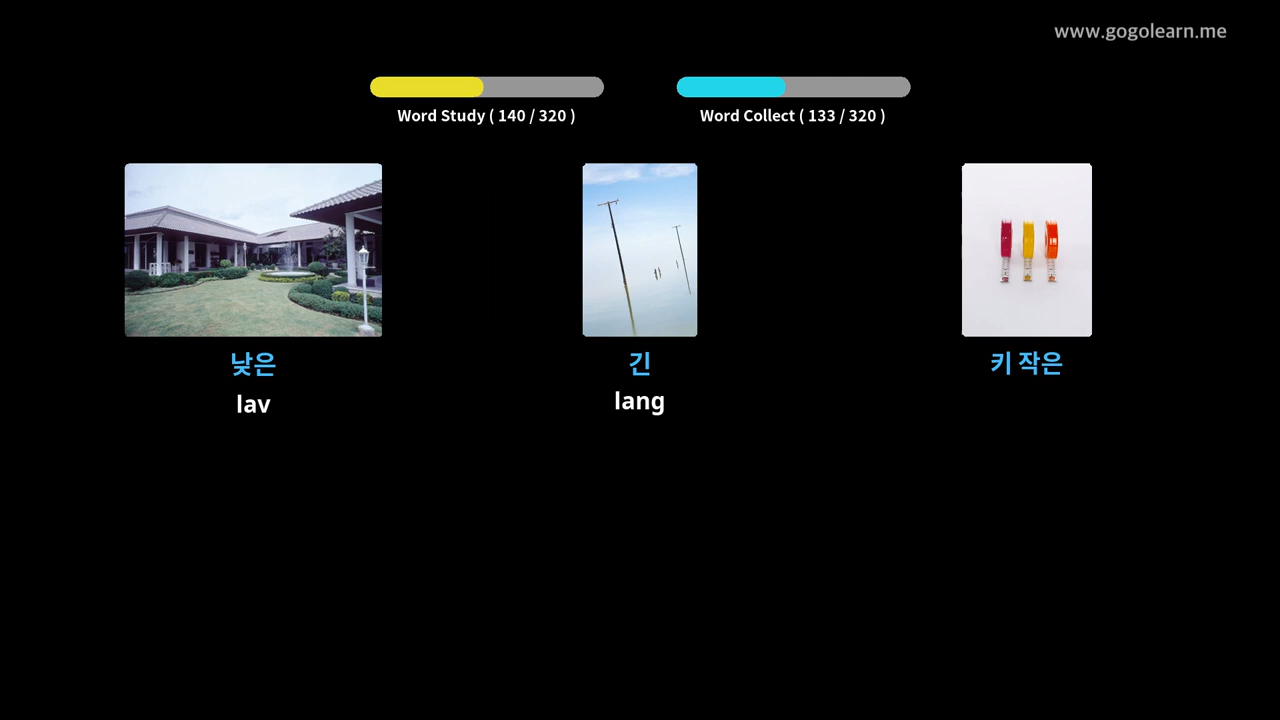 www.gogolearn.me
Word Study ( 140 / 320 )
Word Collect ( 133 / 320 )
낮은
lav
긴
lang
키 작은